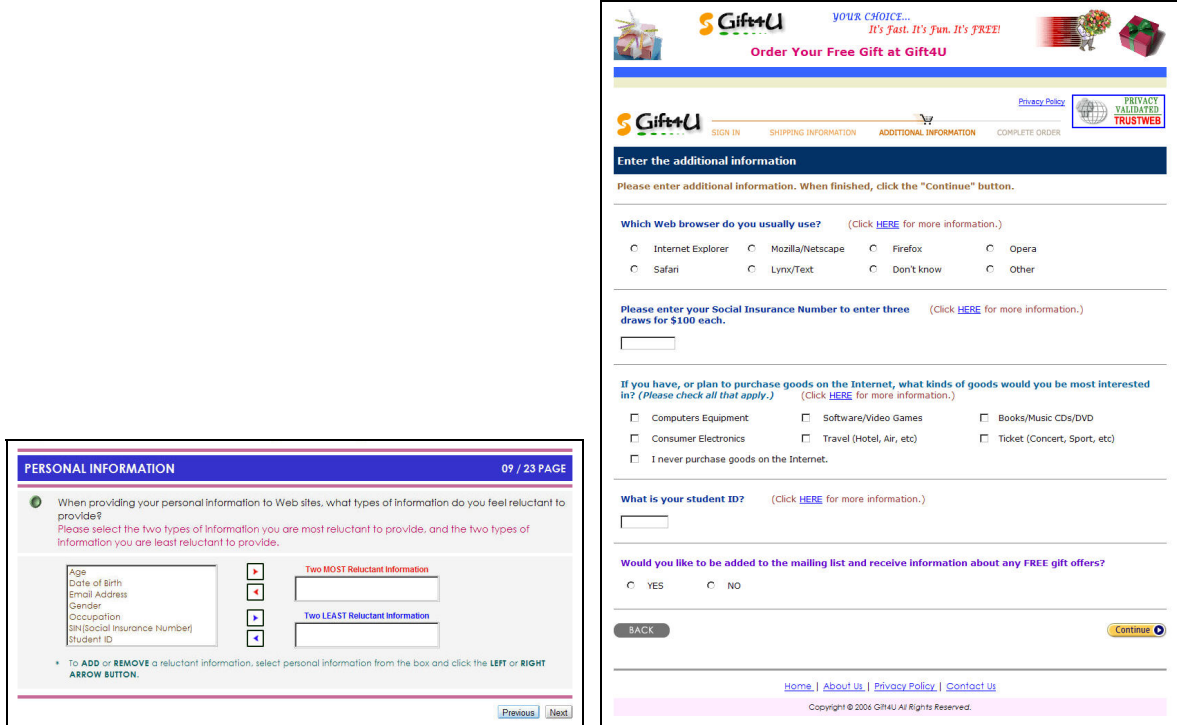 PERSONAL INFORMATION 09 / 23 PAGE
When providing your personal information to Web sites, what types of information do you feel reluctant to
provide?
Please select the two types of information you are most reluctant to provide, and the two types of
information you are least reluctant to provide.
Age
Date of Birth
Email Address
Gender
Occupation
SIN(Social Insurance Number)
Student ID
Two MOST Reluctant Information
Two LEAST Reluctant Information
* To ADD or REMOVE a reluctant information, select personal information from the box and click the LEFT or RIGHT
ARROW BUTTON.
Previous Next
Gift4U
YOUR CHOICE...
It's Fast. It's Fun. It's FREE!
Order Your Free Gift at Gift4U
Privacy Policy
PRIVACY
VALIDATED
TRUSTWEB
Gift4U
SIGN IN SHIPPING INFORMATION ADDITIONAL INFORMATION COMPLETE ORDER
Enter the additional information
Please enter additional information. When finished, click the "Continue" button.
Which Web browser do you usually use? (Click HERE for more information.)
Internet Explorer Mozilla/Netscape Firefox Opera
Safari Lynx/Text Don't know Other
Please enter your Social Insurance Number to enter three (Click HERE for more information.)
draws for $100 each.
If you have, or plan to purchase goods on the Internet, what kinds of goods would you be most interested
in? (Please check all that apply.) (Click HERE for more information.)
Computers Equipment Software/Video Games Books/Music CDs/DVD
Consumer Electronics Travel (Hotel, Air, etc) Ticket (Concert, Sport, etc)
I never purchase goods on the Internet.
What is your student ID? (Click HERE for more information.)
Would you like to be added to the mailing list and receive information about any FREE gift offers?
YES NO
BACK Continue
Home | About Us | Privacy Policy | Contact Us
Copyright © 2006 Gift4U All Rights Reserved.